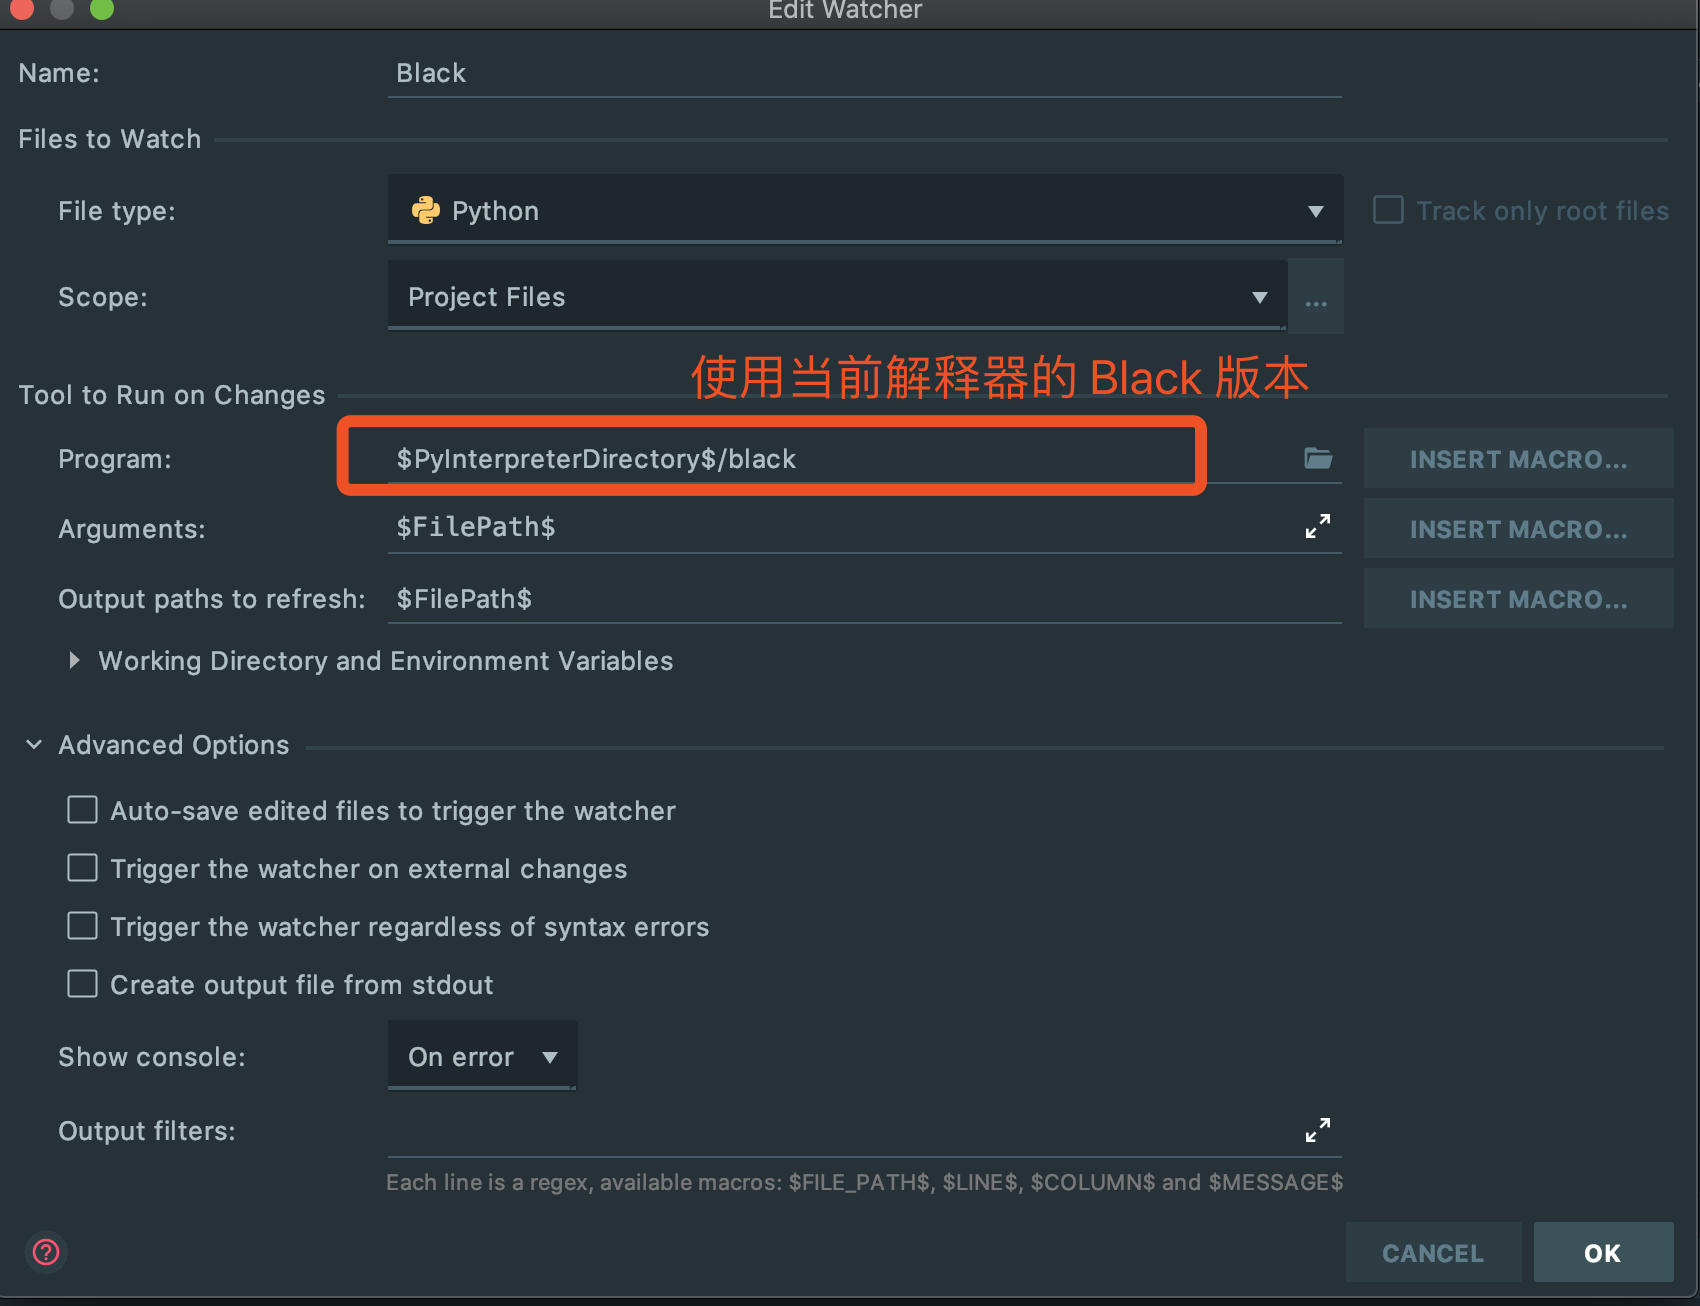 Edit Watcher
Name: Black
Files to Watch
File type: Python Track only root files
Scope: Project Files ...
使用当前解释器的 Black 版本
Tool to Run on Changes
Program: $PyInterpreterDirectory$/black INSERT MACRO...
Arguments: $FilePath$ INSERT MACRO...
Output paths to refresh: $FilePath$ INSERT MACRO...
Working Directory and Environment Variables
Advanced Options
Auto-save edited files to trigger the watcher
Trigger the watcher on external changes
Trigger the watcher regardless of syntax errors
Create output file from stdout
Show console: On error
Output filters:
Each line is a regex, available macros: $FILE_PATH$, $LINE$, $COLUMN$ and $MESSAGE$
? CANCEL OK